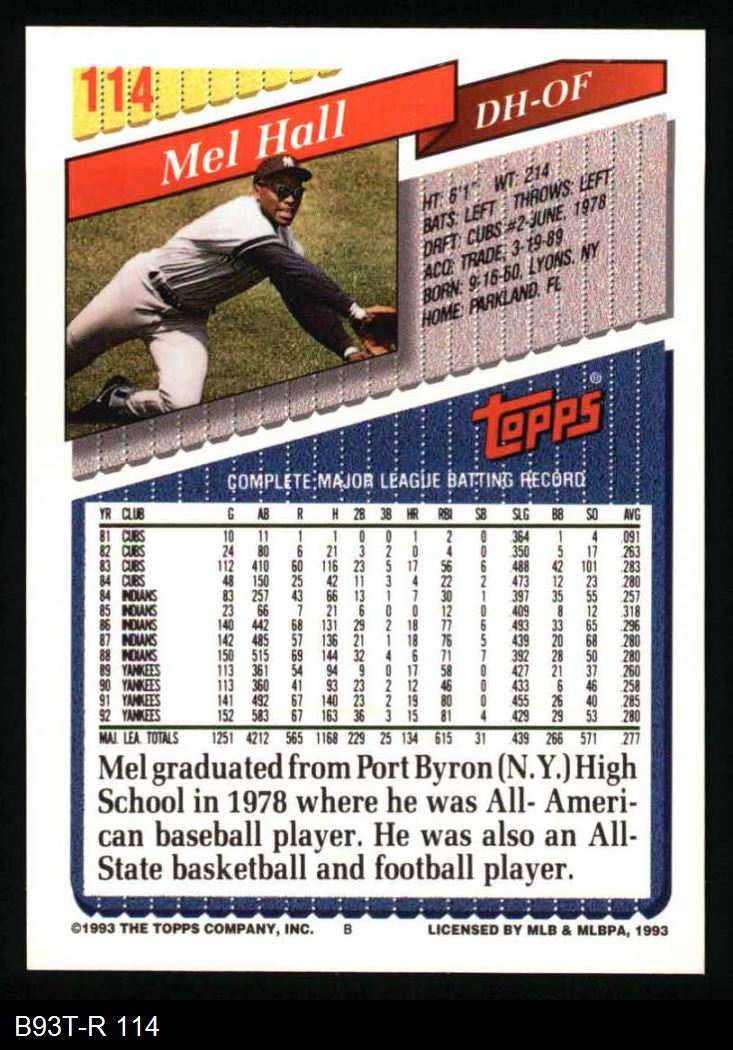 114
Mel Hall
DH-OF
HT: 6'1" WT: 214
BATS: LEFT THROWS: LEFT
DRFT: CUBS #2-JUNE, 1978
ACQ: TRADE, 3-19-89
BORN: 9-16-60, LYONS, NY
HOME: PARKLAND, FL
TOPPS ®
COMPLETE MAJOR LEAGUE BATTING RECORD
YR CLUB G AB R H 2B 3B HR RBI SB SLG BB SO AVG
81 CUBS 10 11 1 1 0 0 1 2 0 .364 1 4 .091
82 CUBS 24 80 6 21 3 2 0 4 0 .350 5 17 .263
83 CUBS 112 410 60 116 23 5 17 56 6 .488 42 101 .283
84 CUBS 48 150 25 42 11 3 4 22 2 .473 12 23 .280
84 INDIANS 83 257 43 66 13 1 7 30 1 .397 35 55 .257
85 INDIANS 23 66 7 21 6 0 0 12 0 .409 8 12 .318
86 INDIANS 140 442 68 131 29 2 18 77 6 .493 33 65 .296
87 INDIANS 142 485 57 136 21 1 18 76 5 .439 20 68 .280
88 INDIANS 150 515 69 144 32 4 6 71 7 .392 28 50 .280
89 YANKEES 113 361 54 94 9 0 17 58 0 .427 21 37 .260
90 YANKEES 113 360 41 93 23 2 12 46 0 .433 6 46 .258
91 YANKEES 141 492 67 140 23 2 19 80 0 .455 26 40 .285
92 YANKEES 152 583 67 163 36 3 15 81 4 .429 29 53 .280
MAJ. LEA. TOTALS 1251 4212 565 1168 229 25 134 615 31 .439 266 571 .277
Mel graduated from Port Byron (N.Y.) High
School in 1978 where he was All- Ameri-
can baseball player. He was also an All-
State basketball and football player.
©1993 THE TOPPS COMPANY, INC. B LICENSED BY MLB & MLBPA, 1993
B93T-R 114